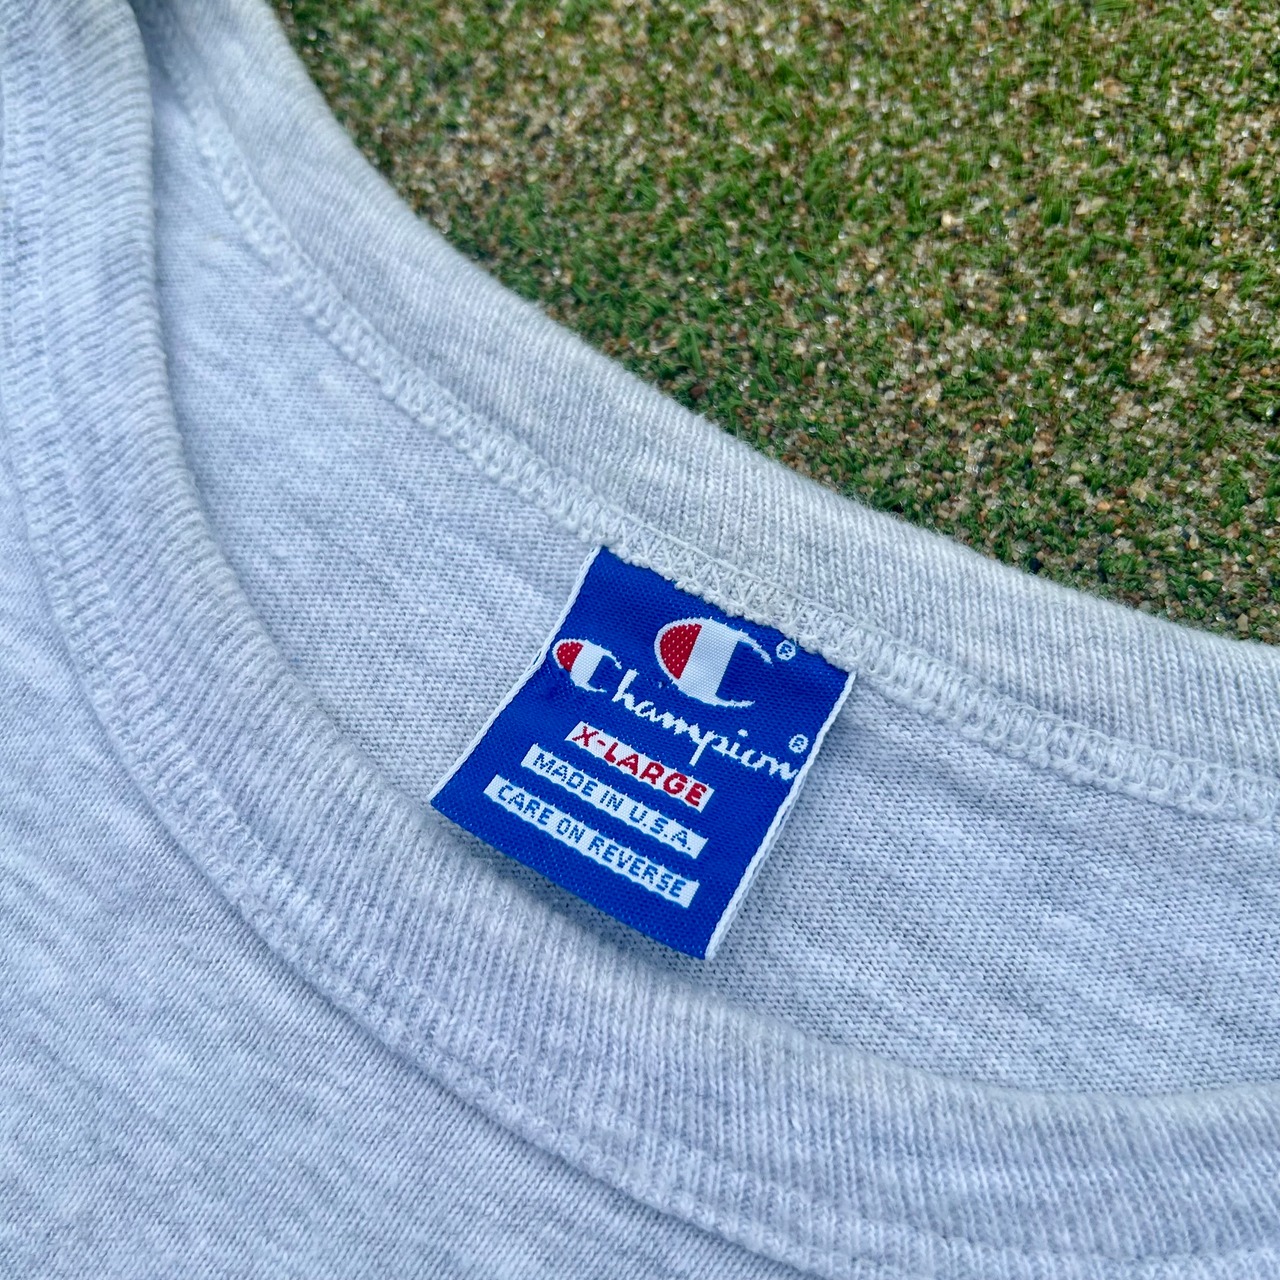 ®
Champion®
X-LARGE
MADE IN U.S.A.
CARE ON REVERSE